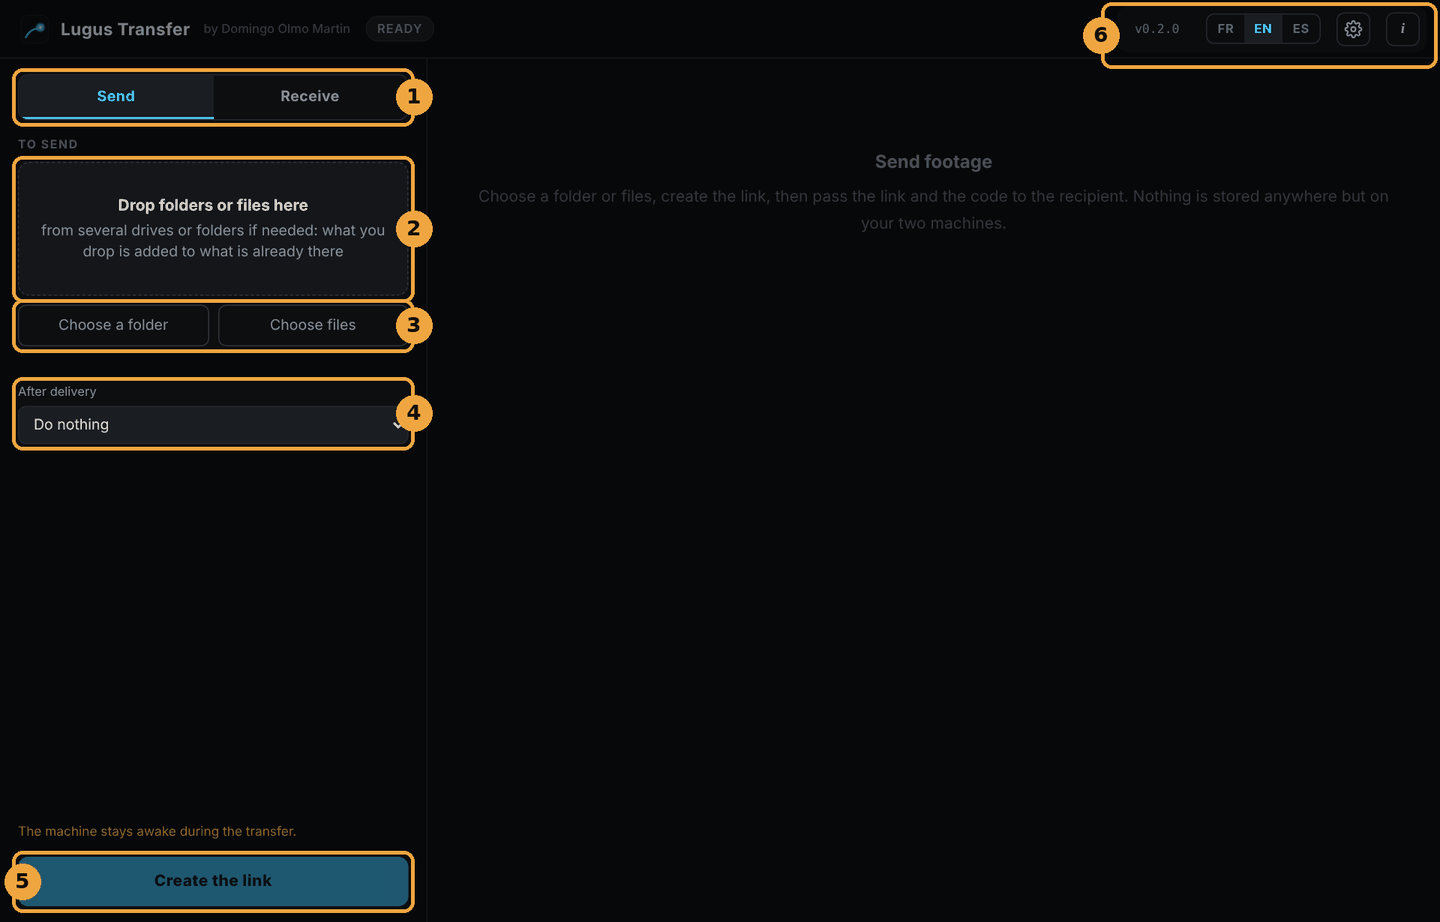 Lugus Transfer by Domingo Olmo Martin READY
6 v0.2.0 FR EN ES i
Send Receive 1
TO SEND
Drop folders or files here
from several drives or folders if needed: what you
drop is added to what is already there
2
Choose a folder Choose files 3
After delivery
Do nothing 4
The machine stays awake during the transfer.
5 Create the link
Send footage
Choose a folder or files, create the link, then pass the link and the code to the recipient. Nothing is stored anywhere but on
your two machines.